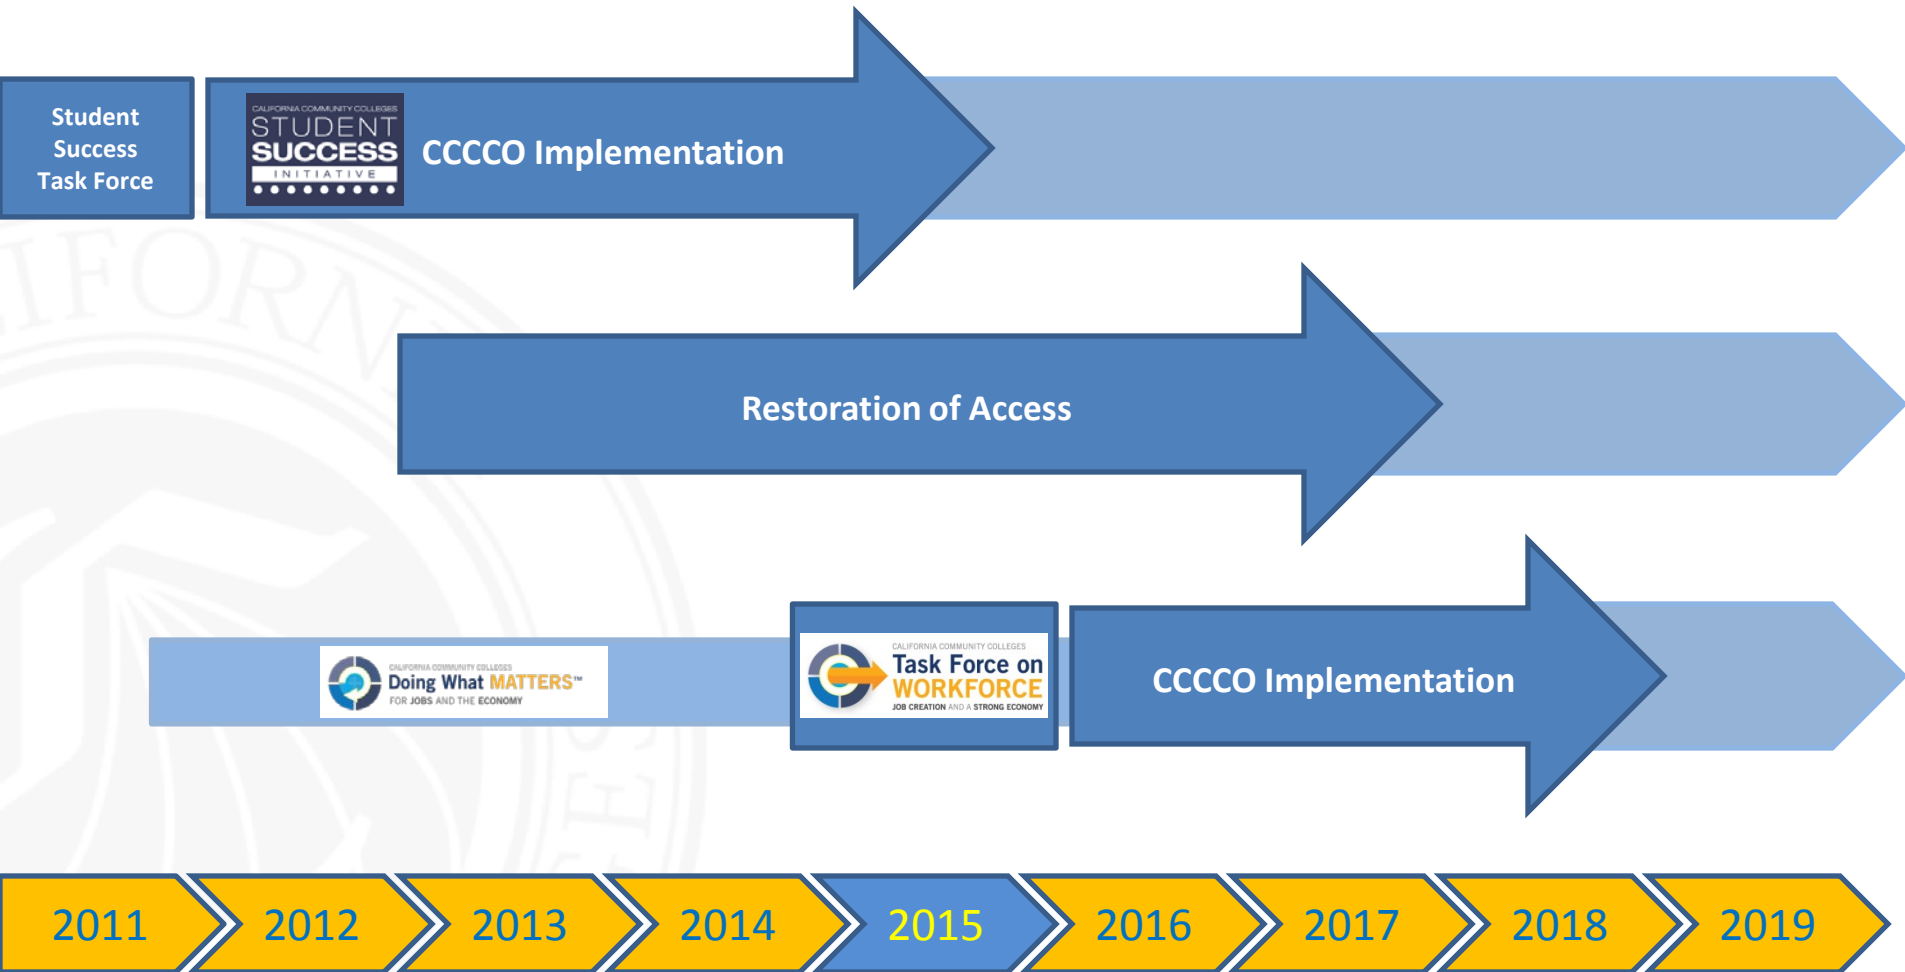 Student
Success
Task Force
CALIFORNIA COMMUNITY COLLEGES
STUDENT
SUCCESS
INITIATIVE
CCCCO Implementation
Restoration of Access
CALIFORNIA COMMUNITY COLLEGES
Doing What MATTERS™
FOR JOBS AND THE ECONOMY
CALIFORNIA COMMUNITY COLLEGES
Task Force on
WORKFORCE
JOB CREATION AND A STRONG ECONOMY
CCCCO Implementation
2011 2012 2013 2014 2015 2016 2017 2018 2019